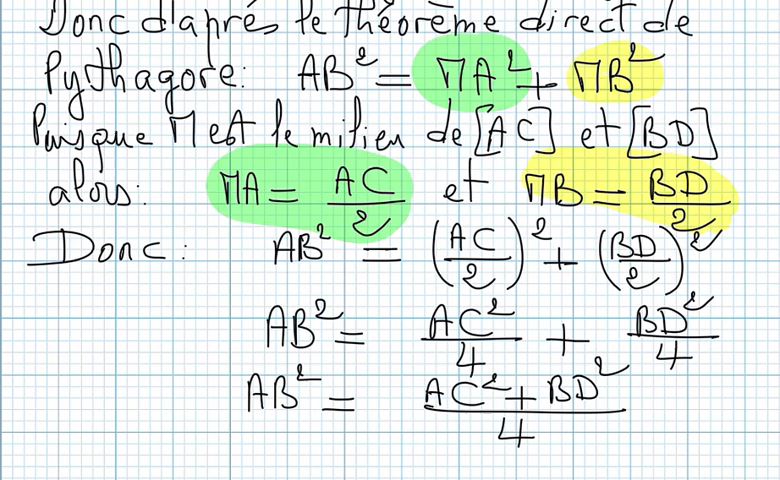 Donc d'après le théorème direct de
Pythagore: AB² = MA² + MB²
Puisque M est le milieu de [AC] et [BD]
alors: MA = AC/2 et MB = BD/2
Donc: AB² = (AC/2)² + (BD/2)²
AB² = AC²/4 + BD²/4
AB² = (AC² + BD²)/4